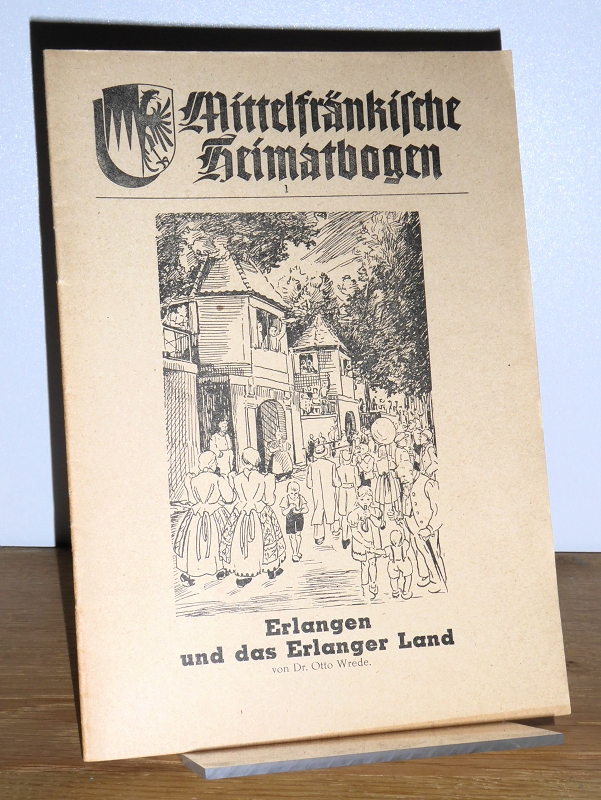 Mittelfränkische
Heimatbogen
1
Erlangen
und das Erlanger Land
von Dr. Otto Wrede.